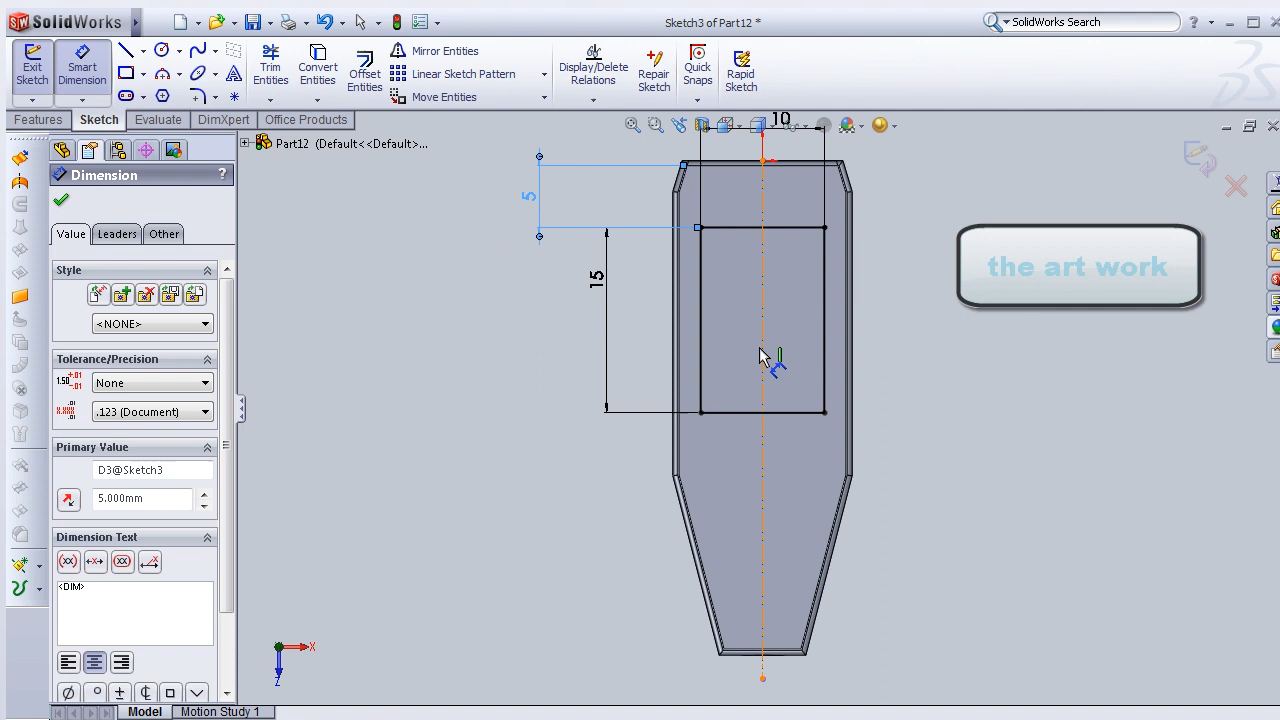 SolidWorks
Sketch3 of Part12 *
SolidWorks Search
?
Exit Sketch
Smart Dimension
Trim Entities
Convert Entities
Offset Entities
Mirror Entities
Linear Sketch Pattern
Move Entities
Display/Delete Relations
Repair Sketch
Quick Snaps
Rapid Sketch
Features
Sketch
Evaluate
DimXpert
Office Products
Part12 (Default<<Default>...
Dimension
?
Value
Leaders
Other
Style
<NONE>
Tolerance/Precision
None
.123 (Document)
Primary Value
D3@Sketch3
5.000mm
Dimension Text
<DIM>
10
5
15
the art work
X
Z
Model
Motion Study 1